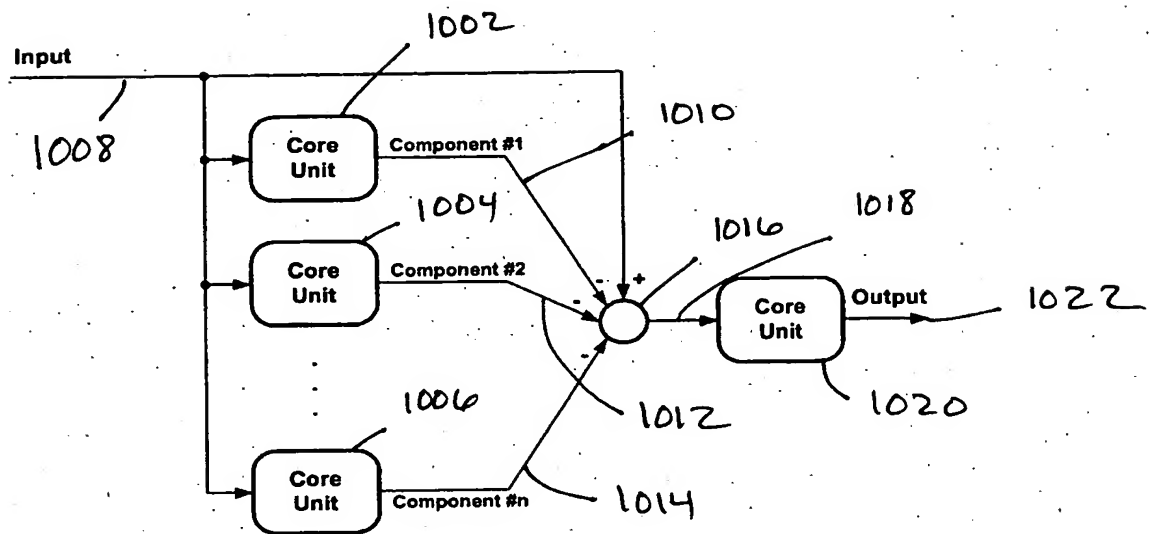 1002
Input
1008
Core
Unit
Component #1
1010
1004
Core
Unit
Component #2
1016
1018
- +
-
-
Core
Unit
Output
1022
1006
1012
1020
Core
Unit
Component #n
1014